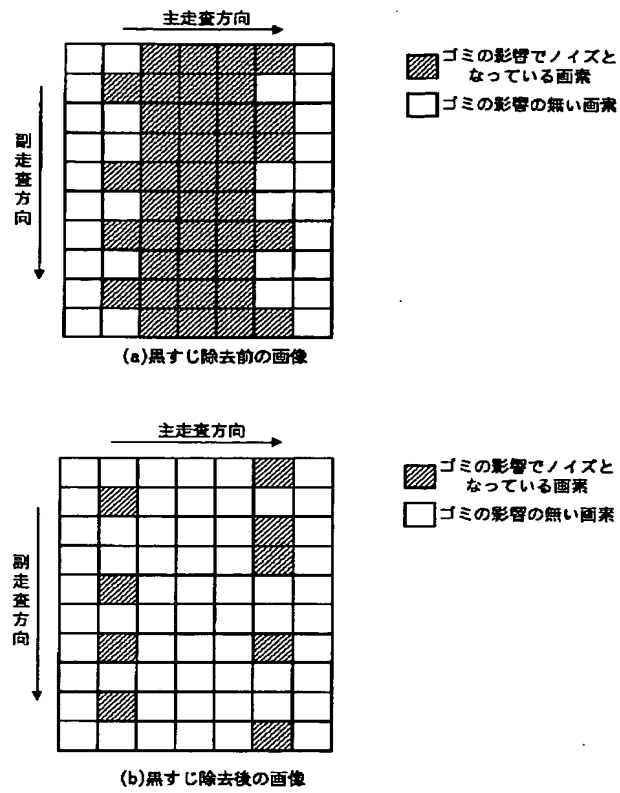 主走査方向
副走査方向
ゴミの影響でノイズと
なっている画素
ゴミの影響の無い画素
(a)黒すじ除去前の画像
主走査方向
副走査方向
ゴミの影響でノイズと
なっている画素
ゴミの影響の無い画素
(b)黒すじ除去後の画像